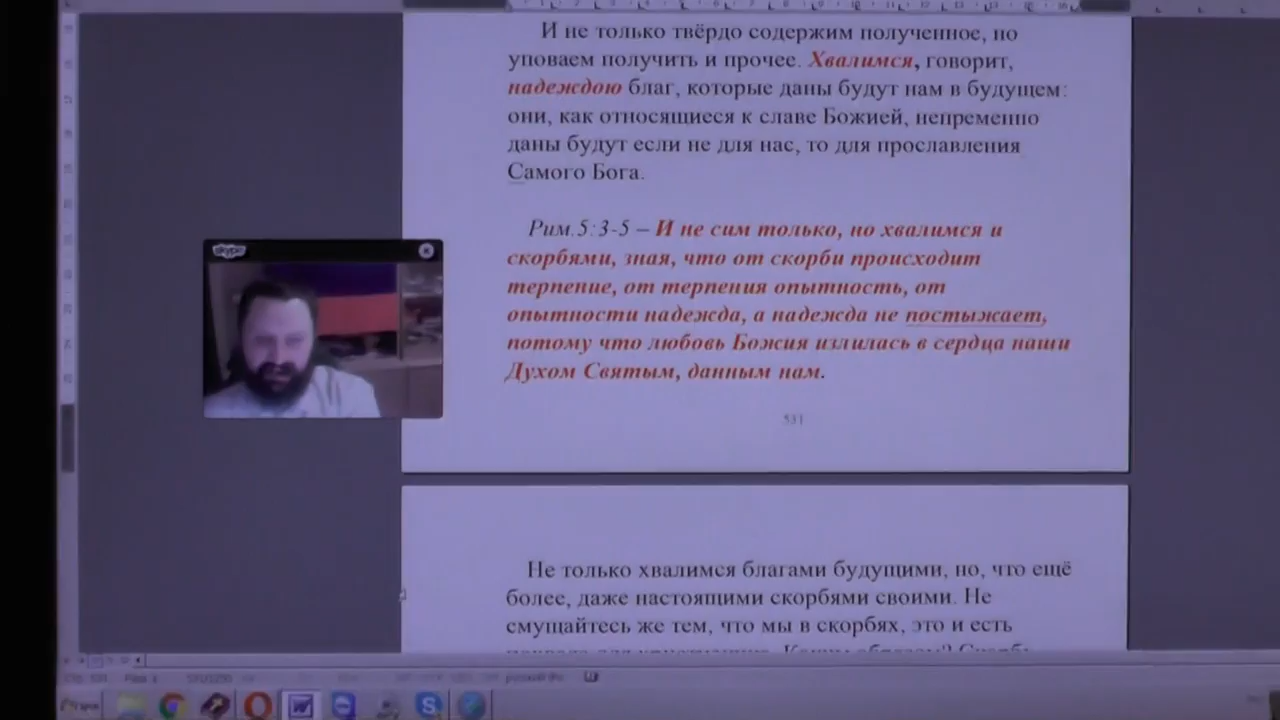 И не только твёрдо содержим полученное, но
уповаем получить и прочее. Хвалимся, говорит,
надеждою благ, которые даны будут нам в будущем:
они, как относящиеся к славе Божией, непременно
даны будут если не для нас, то для прославления
Самого Бога.
Рим.5:3-5 – И не сим только, но хвалимся и
скорбями, зная, что от скорби происходит
терпение, от терпения опытность, от
опытности надежда, а надежда не постыжает,
потому что любовь Божия излилась в сердца наши
Духом Святым, данным нам.
531
skype
Не только хвалимся благами будущими, но, что ещё
более, даже настоящими скорбями своими. Не
смущайтесь же тем, что мы в скорбях, это и есть